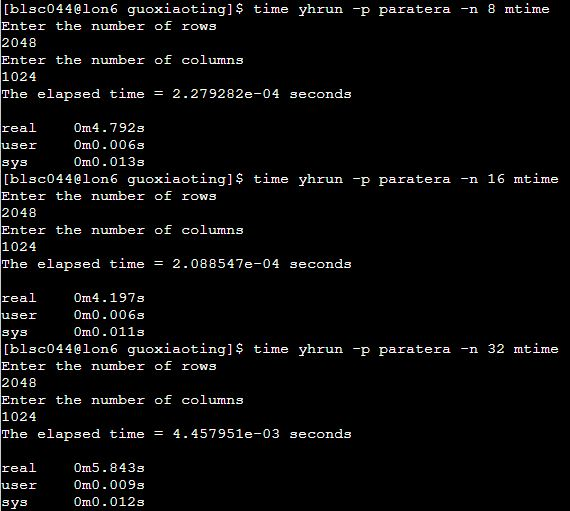 [blsc044@lon6 guoxiaoting]$ time yhrun -p paratera -n 8 mtime
Enter the number of rows
2048
Enter the number of columns
1024
The elapsed time = 2.279282e-04 seconds
real 0m4.792s
user 0m0.006s
sys 0m0.013s
[blsc044@lon6 guoxiaoting]$ time yhrun -p paratera -n 16 mtime
Enter the number of rows
2048
Enter the number of columns
1024
The elapsed time = 2.088547e-04 seconds
real 0m4.197s
user 0m0.006s
sys 0m0.011s
[blsc044@lon6 guoxiaoting]$ time yhrun -p paratera -n 32 mtime
Enter the number of rows
2048
Enter the number of columns
1024
The elapsed time = 4.457951e-03 seconds
real 0m5.843s
user 0m0.009s
sys 0m0.012s